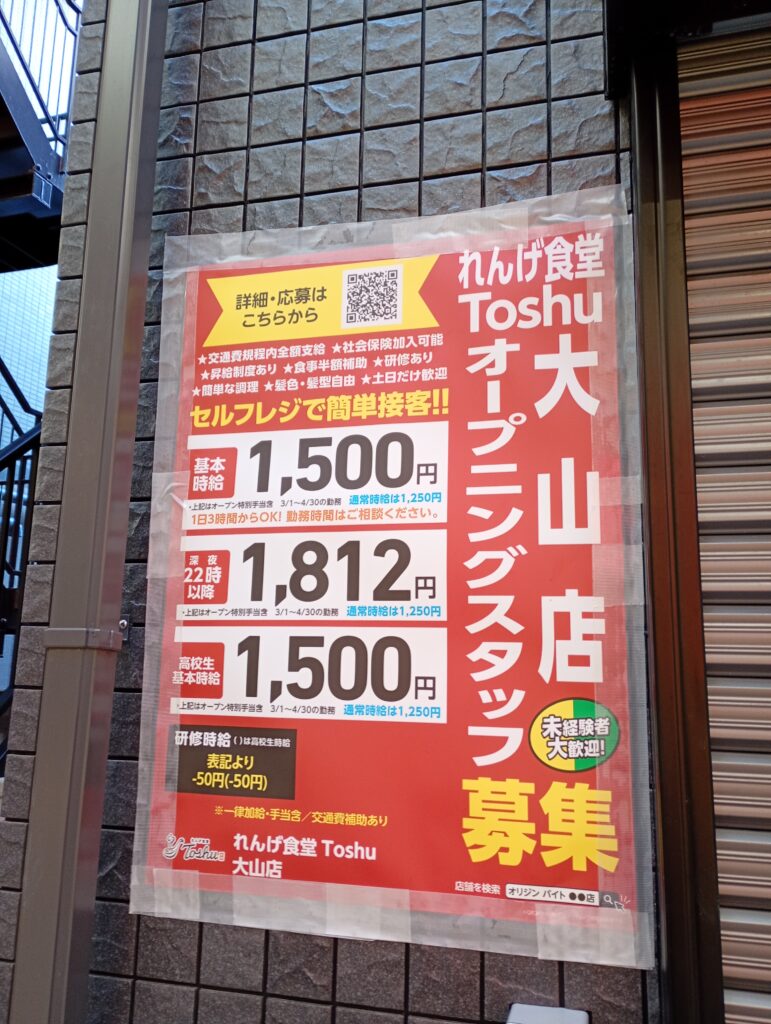 れんげ食堂
Toshu
大山店
オープニングスタッフ
募集
未経験者
大歓迎!
詳細・応募は
こちらから
★交通費規程内全額支給 ★社会保険加入可能
★昇給制度あり ★食事半額補助 ★研修あり
★簡単な調理 ★髪色・髪型自由 ★土日だけ歓迎
セルフレジで簡単接客!!
基本
時給
1,500円
・上記はオープン特別手当含 3/1~4/30の勤務 通常時給は1,250円
1日3時間からOK! 勤務時間はご相談ください。
深夜
22時
以降
1,812円
・上記はオープン特別手当含 3/1~4/30の勤務 通常時給は1,250円
高校生
基本時給
1,500円
・上記はオープン特別手当含 3/1~4/30の勤務 通常時給は1,250円
研修時給 ( )は高校生時給
表記より
-50円(-50円)
※一律加給・手当含/交通費補助あり
Toshu
れんげ食堂 Toshu
大山店
店舗を検索 オリジン バイト ●●店